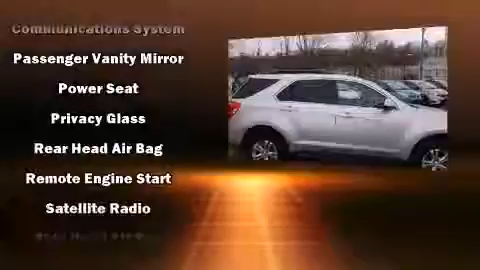 Communications System
Passenger Vanity Mirror
Power Seat
Privacy Glass
Rear Head Air Bag
Remote Engine Start
Satellite Radio